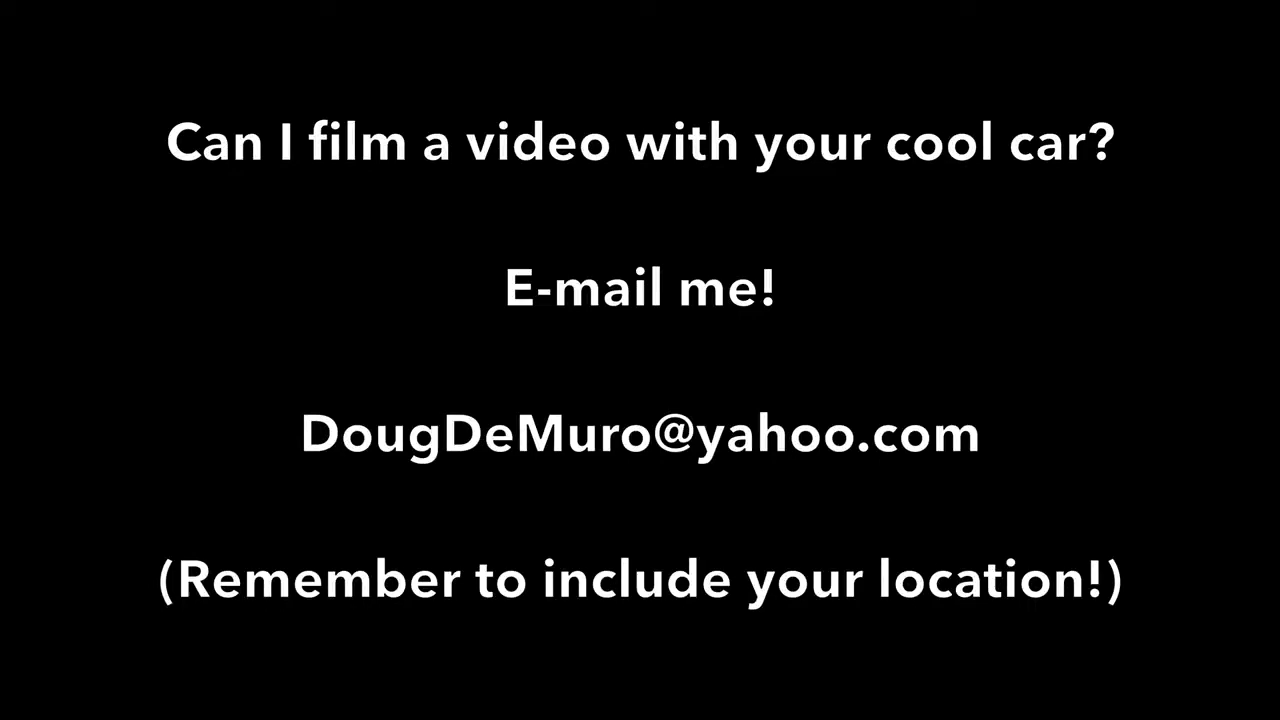 Can I film a video with your cool car?
E-mail me!
DougDeMuro@yahoo.com
(Remember to include your location!)